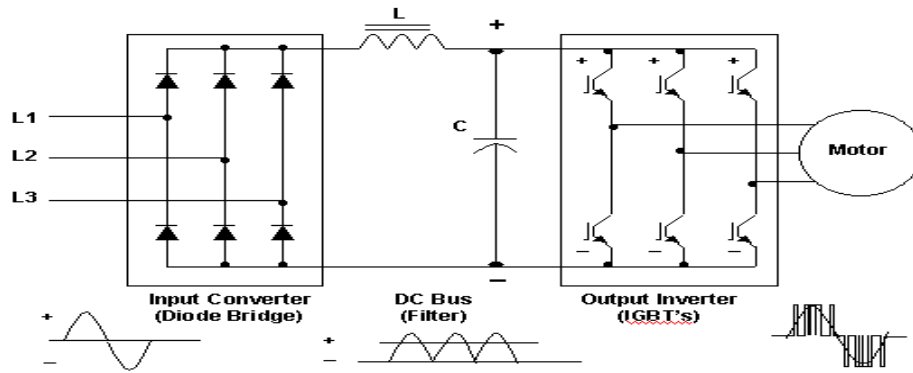 L
+
+ + +
L1
C
L2
Motor
L3
– – –
–
Input Converter
(Diode Bridge)
DC Bus
(Filter)
Output Inverter
(IGBT's)
+
–
+
–